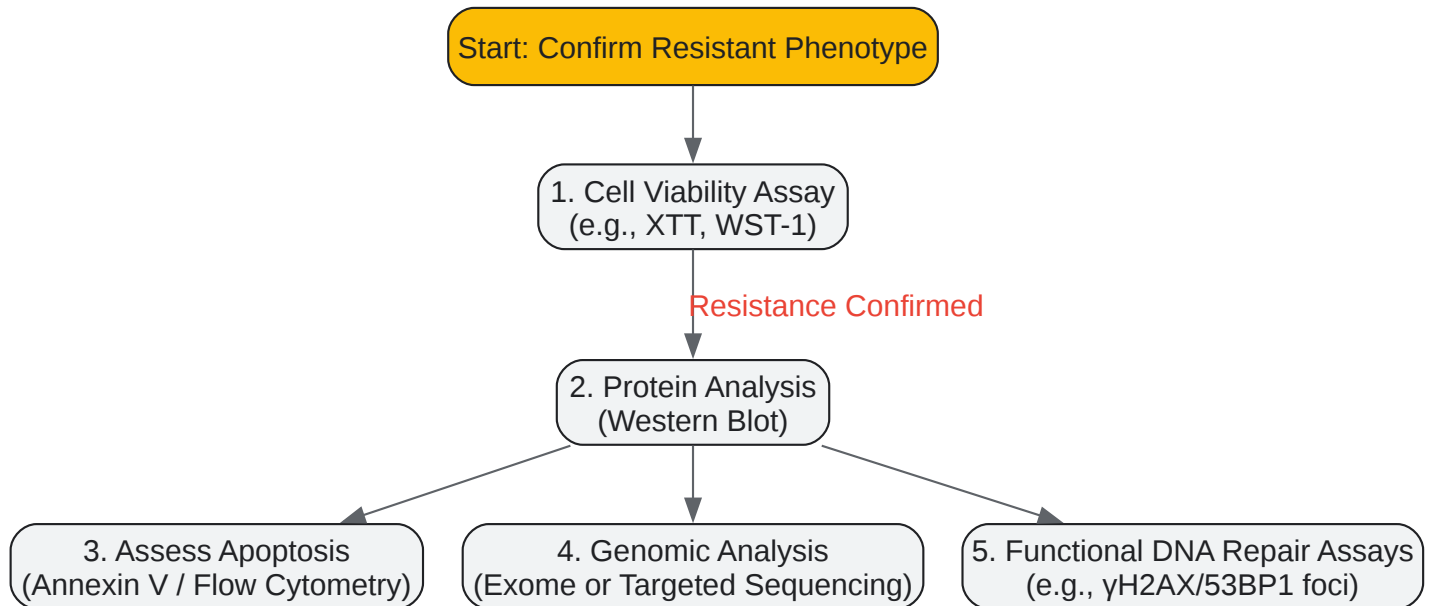 Start: Confirm Resistant Phenotype
1. Cell Viability Assay
(e.g., XTT, WST-1)
Resistance Confirmed
2. Protein Analysis
(Western Blot)
3. Assess Apoptosis
(Annexin V / Flow Cytometry)
4. Genomic Analysis
(Exome or Targeted Sequencing)
5. Functional DNA Repair Assays
(e.g., γH2AX/53BP1 foci)